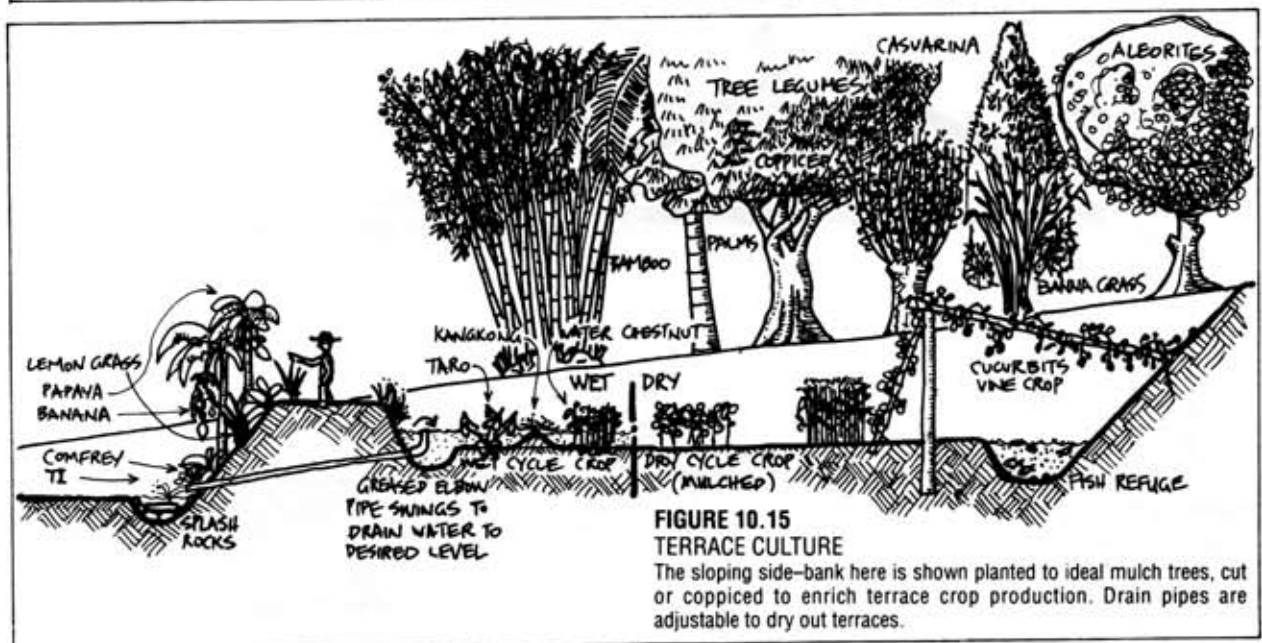 CASUARINA
ALEORITES
TREE LEGUMES
COPPICED
BAMBOO
PALMS
BANNA GRASS
KANGKONG
WATER CHESTNUT
LEMON GRASS
PAPAYA
BANANA
TARO
WET
DRY
CUCURBITS
VINE CROP
COMFREY
TI
SPLASH
ROCKS
GREASED ELBOW
PIPE SWINGS TO
DRAIN WATER TO
DESIRED LEVEL
WET CYCLE CROP
DRY CYCLE CROP
(MULCHED)
FISH REFUGE
FIGURE 10.15
TERRACE CULTURE
The sloping side–bank here is shown planted to ideal mulch trees, cut
or coppiced to enrich terrace crop production. Drain pipes are
adjustable to dry out terraces.